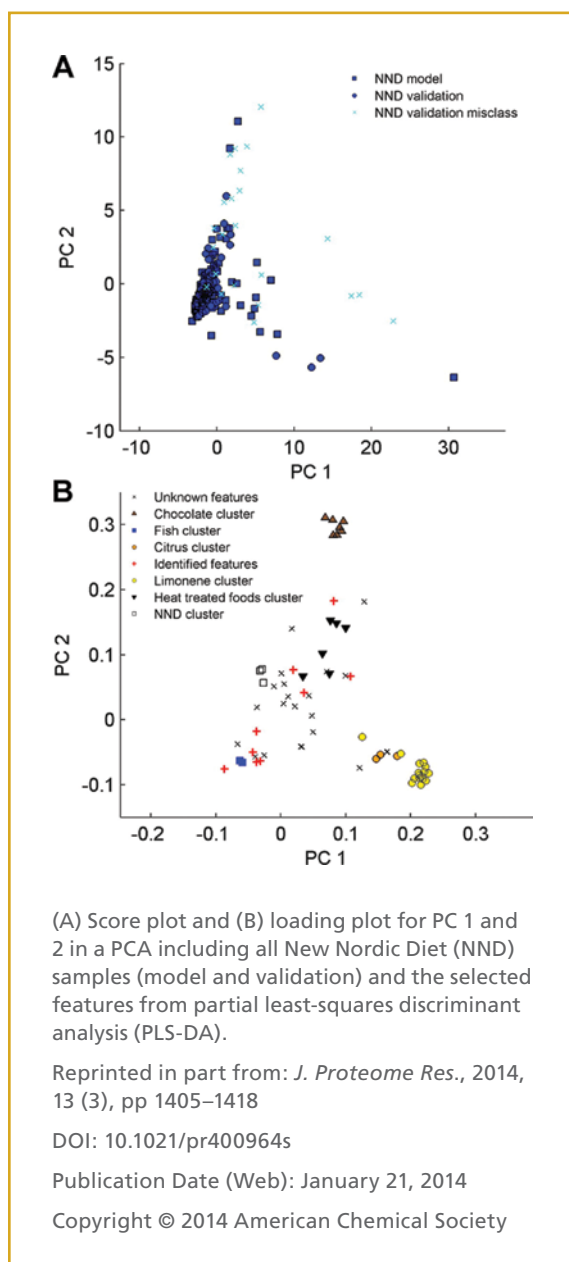 A
15
10
5
0
-5
-10
PC 2
NND model
NND validation
NND validation misclass
-10 0 10 20 30
PC 1
B
0.3
0.2
0.1
0
-0.1
PC 2
Unknown features
Chocolate cluster
Fish cluster
Citrus cluster
Identified features
Limonene cluster
Heat treated foods cluster
NND cluster
-0.2 -0.1 0 0.1 0.2 0.3
PC 1
(A) Score plot and (B) loading plot for PC 1 and
2 in a PCA including all New Nordic Diet (NND)
samples (model and validation) and the selected
features from partial least-squares discriminant
analysis (PLS-DA).
Reprinted in part from: J. Proteome Res., 2014,
13 (3), pp 1405–1418
DOI: 10.1021/pr400964s
Publication Date (Web): January 21, 2014
Copyright © 2014 American Chemical Society